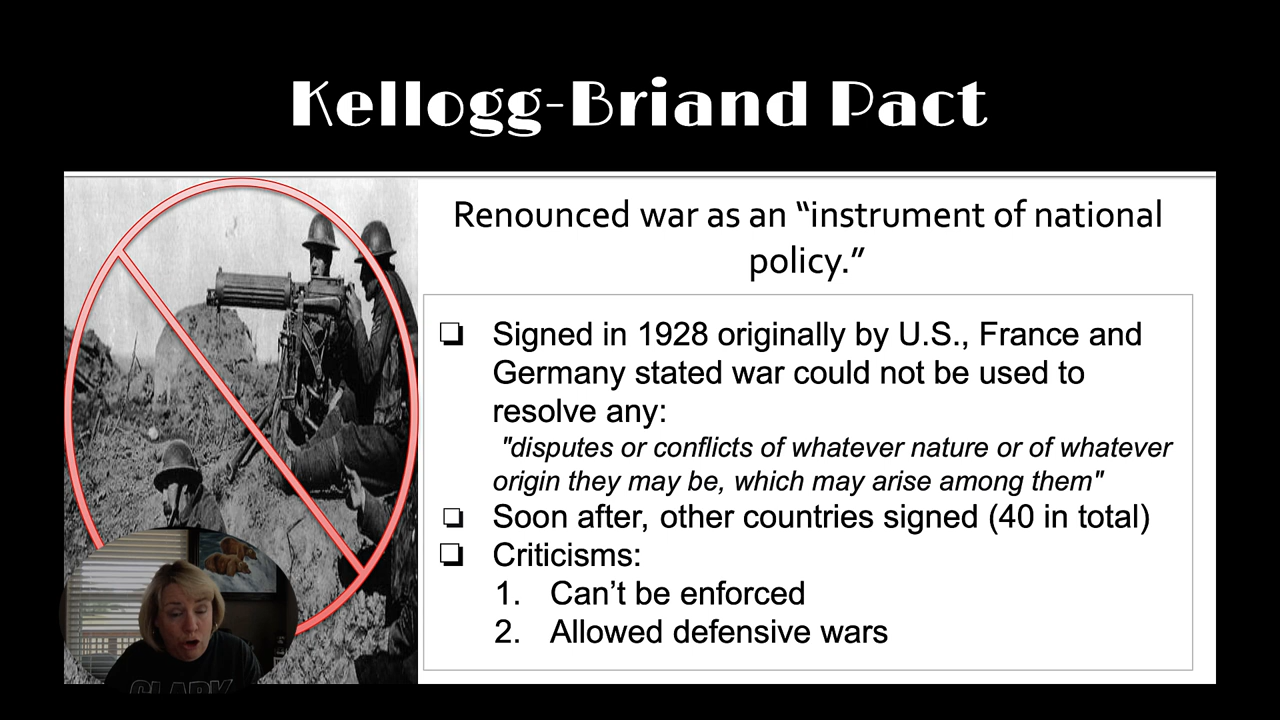 Kellogg-Briand Pact
Renounced war as an “instrument of national
policy.”
❏ Signed in 1928 originally by U.S., France and
Germany stated war could not be used to
resolve any:
"disputes or conflicts of whatever nature or of whatever
origin they may be, which may arise among them"
❏ Soon after, other countries signed (40 in total)
❏ Criticisms:
1. Can’t be enforced
2. Allowed defensive wars